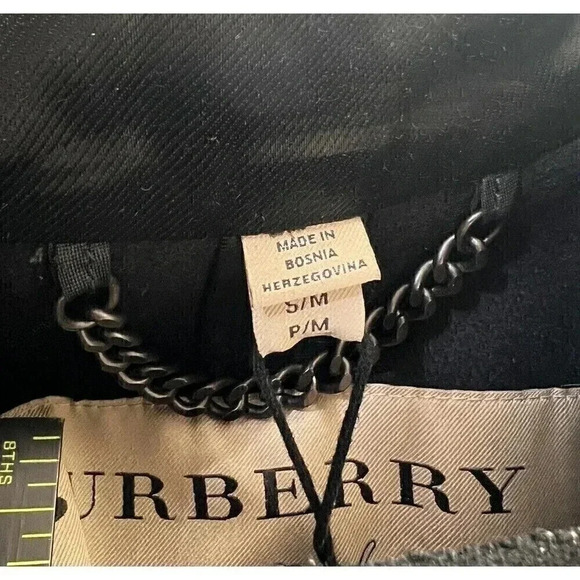 MADE IN
BOSNIA
HERZEGOVINA
S/M
P/M
8THS
URBERRY